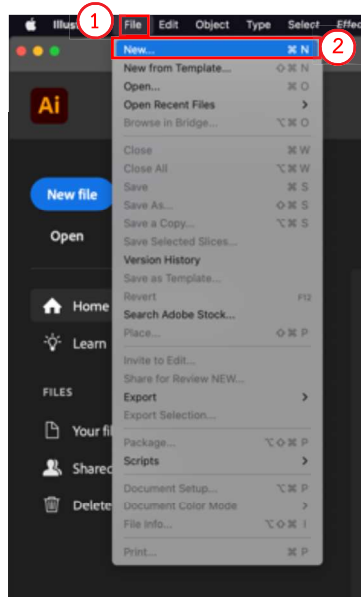 1
2
Illus File Edit Object Type Select Effec
New... ⌘ N
New from Template... ⇧ ⌘ N
Ai
Open... ⌘ O
Open Recent Files >
Browse in Bridge... ⌥ ⌘ O
Close ⌘ W
Close All ⌥ ⌘ W
New file
Save ⌘ S
Save As... ⇧ ⌘ S
Save a Copy... ⌥ ⌘ S
Open
Save Selected Slices...
Version History
Save as Template...
Revert F12
Home
Search Adobe Stock...
Place... ⇧ ⌘ P
Learn
Invite to Edit...
Share for Review NEW...
FILES
Export >
Export Selection...
Your fil
Package... ⌥ ⇧ ⌘ P
Scripts >
Shared
Document Setup... ⌥ ⌘ P
Document Color Mode >
Delete
File Info... ⌥ ⇧ ⌘ I
Print... ⌘ P